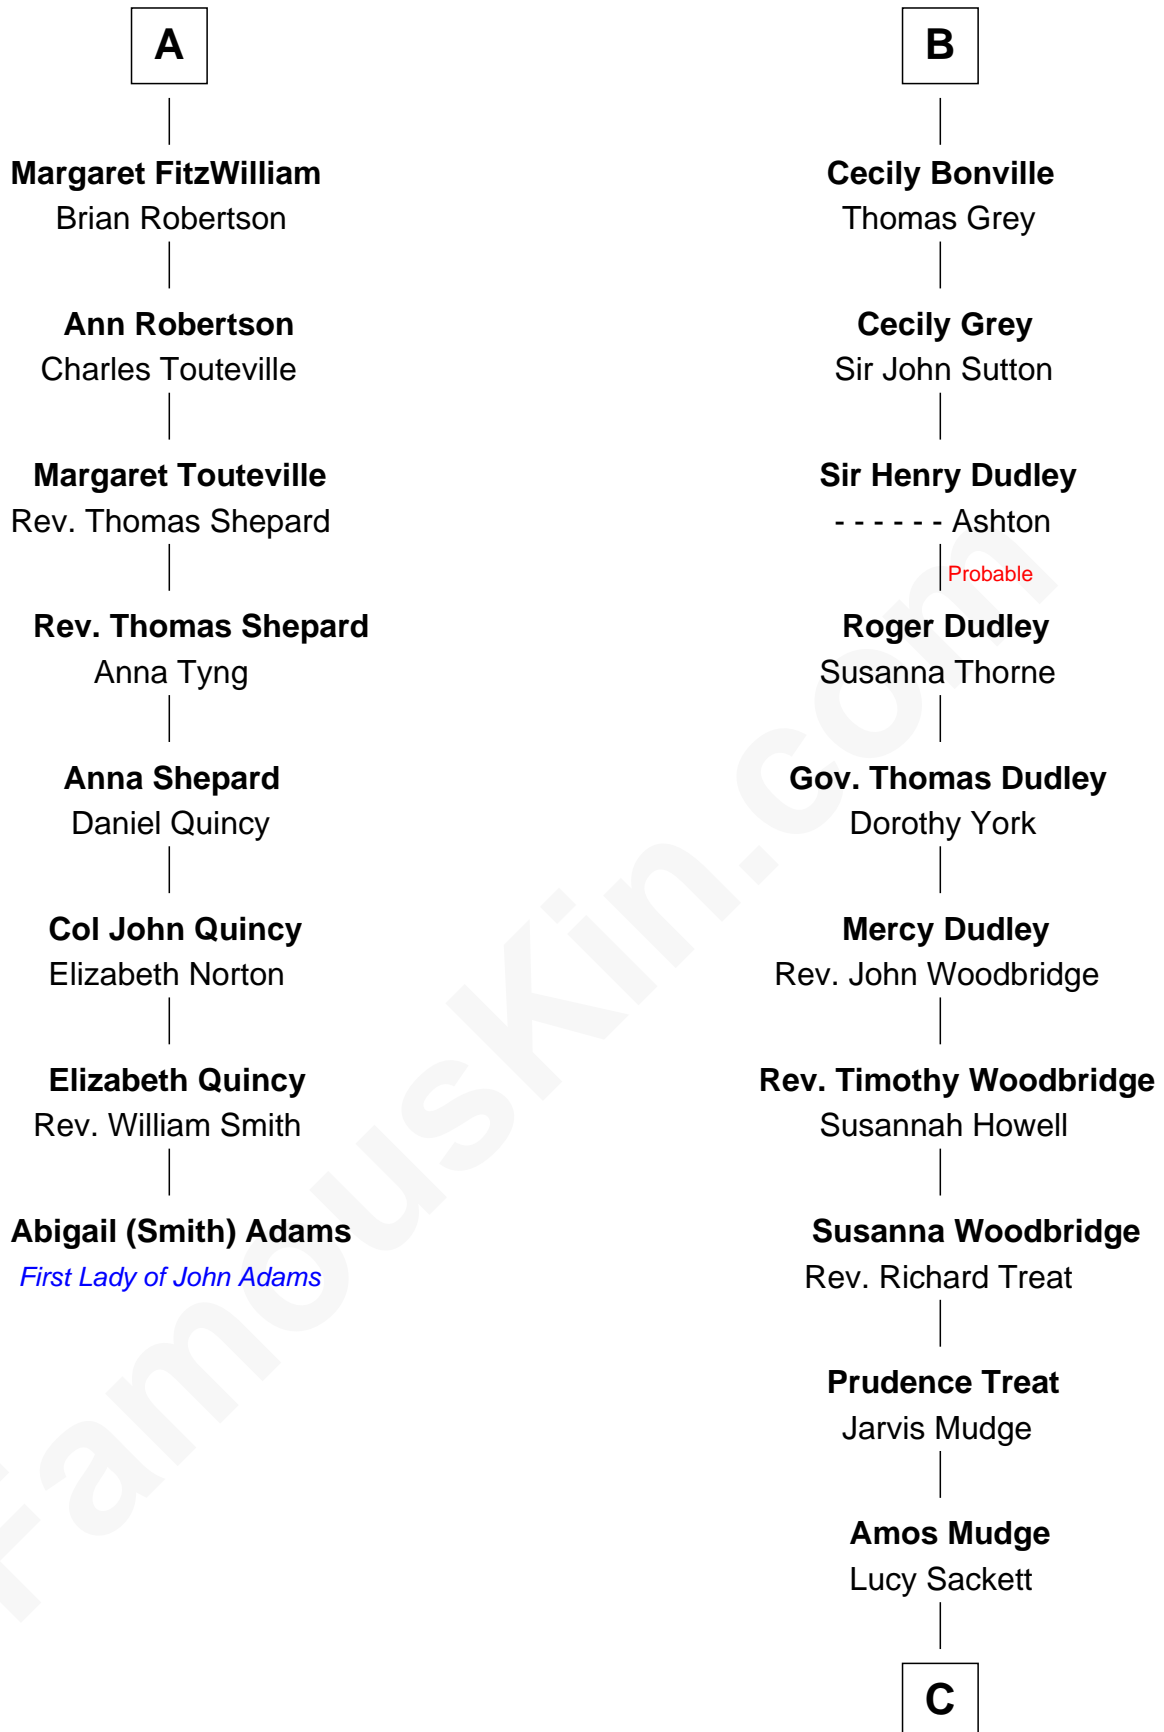 A
Margaret FitzWilliam
Brian Robertson
Ann Robertson
Charles Touteville
Margaret Touteville
Rev. Thomas Shepard
Rev. Thomas Shepard
Anna Tyng
Anna Shepard
Daniel Quincy
Col John Quincy
Elizabeth Norton
Elizabeth Quincy
Rev. William Smith
Abigail (Smith) Adams
First Lady of John Adams
B
Cecily Bonville
Thomas Grey
Cecily Grey
Sir John Sutton
Sir Henry Dudley
- - - - - - Ashton
Probable
Roger Dudley
Susanna Thorne
Gov. Thomas Dudley
Dorothy York
Mercy Dudley
Rev. John Woodbridge
Rev. Timothy Woodbridge
Susannah Howell
Susanna Woodbridge
Rev. Richard Treat
Prudence Treat
Jarvis Mudge
Amos Mudge
Lucy Sackett
C
FamousKin.com